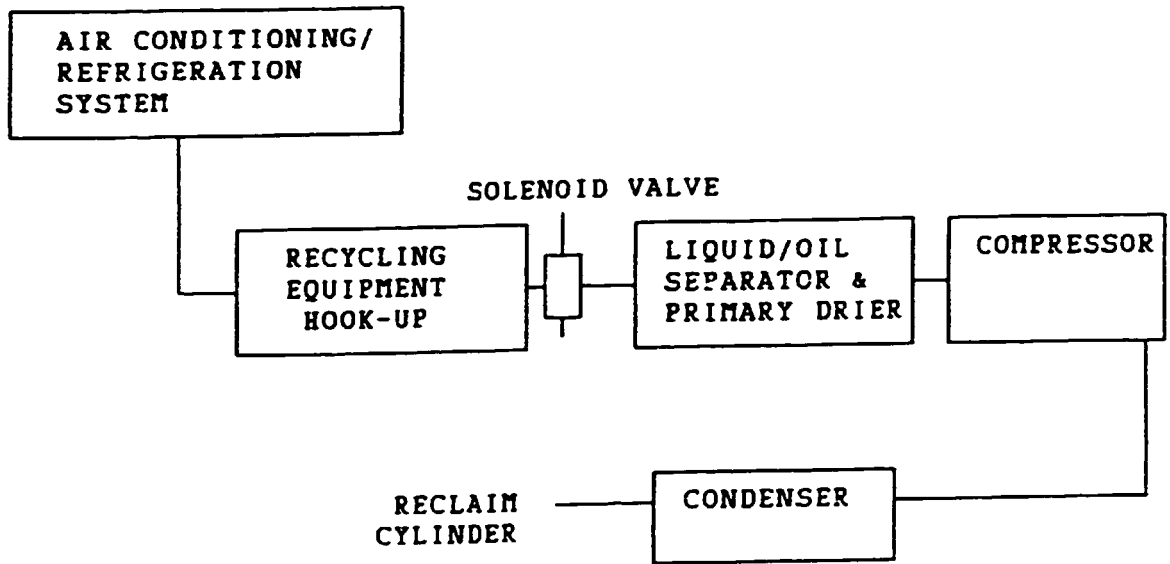 AIR CONDITIONING/
REFRIGERATION
SYSTEM
SOLENOID VALVE
RECYCLING
EQUIPMENT
HOOK-UP
LIQUID/OIL
SEPARATOR &
PRIMARY DRIER
COMPRESSOR
RECLAIM
CYLINDER
CONDENSER